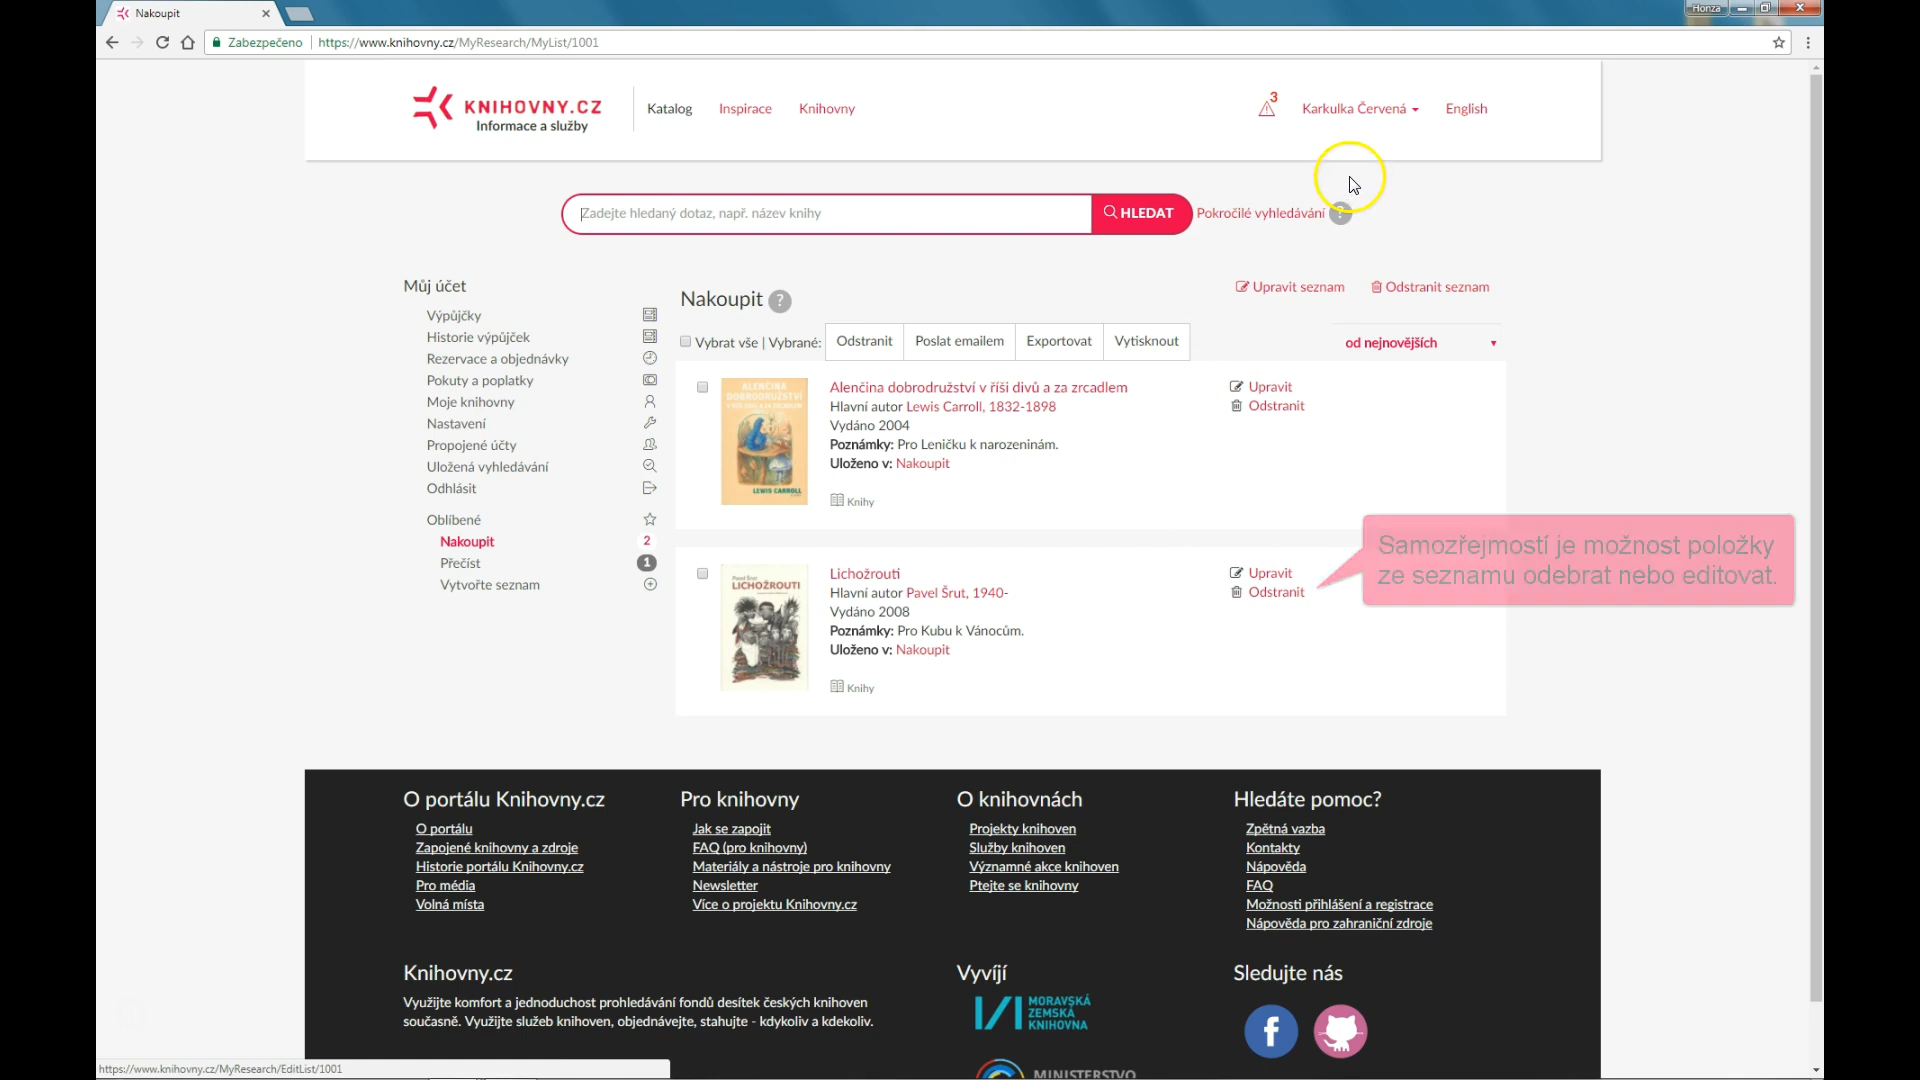 Nakoupit
Honza
Zabezpečeno https://www.knihovny.cz/MyResearch/MyList/1001
KNIHOVNY.CZ
Informace a služby
Katalog Inspirace Knihovny
3
Karkulka Červená English
Zadejte hledaný dotaz, např. název knihy
HLEDAT
Pokročilé vyhledávání ?
Můj účet
Výpůjčky
Historie výpůjček
Rezervace a objednávky
Pokuty a poplatky
Moje knihovny
Nastavení
Propojené účty
Uložená vyhledávání
Odhlásit
Oblíbené
Nakoupit 2
Přečíst 1
Vytvořte seznam
Nakoupit ?
Upravit seznam Odstranit seznam
Vybrat vše | Vybrané: Odstranit Poslat emailem Exportovat Vytisknout
od nejnovějších
ALENČINA
DOBRODRUŽSTVÍ
LEWIS CARROLL
Alenčina dobrodružství v říši divů a za zrcadlem
Hlavní autor Lewis Carroll, 1832-1898
Vydáno 2004
Poznámky: Pro Leničku k narozeninám.
Uloženo v: Nakoupit
Knihy
Upravit
Odstranit
Pavel Šrut
LICHOŽROUTI
Lichožrouti
Hlavní autor Pavel Šrut, 1940-
Vydáno 2008
Poznámky: Pro Kubu k Vánocům.
Uloženo v: Nakoupit
Knihy
Upravit
Odstranit
Samozřejmostí je možnost položky
ze seznamu odebrat nebo editovat.
O portálu Knihovny.cz
O portálu
Zapojené knihovny a zdroje
Historie portálu Knihovny.cz
Pro média
Volná místa
Pro knihovny
Jak se zapojit
FAQ (pro knihovny)
Materiály a nástroje pro knihovny
Newsletter
Více o projektu Knihovny.cz
O knihovnách
Projekty knihoven
Služby knihoven
Významné akce knihoven
Ptejte se knihovny
Hledáte pomoc?
Zpětná vazba
Kontakty
Nápověda
FAQ
Možnosti přihlášení a registrace
Nápověda pro zahraniční zdroje
Knihovny.cz
Využijte komfort a jednoduchost prohledávání fondů desítek českých knihoven
současně. Využijte služeb knihoven, objednávejte, stahujte - kdykoliv a kdekoliv.
Vyvíjí
MORAVSKÁ
ZEMSKÁ
KNIHOVNA
MINISTERSTVO
Sledujte nás
https://www.knihovny.cz/MyResearch/EditList/1001